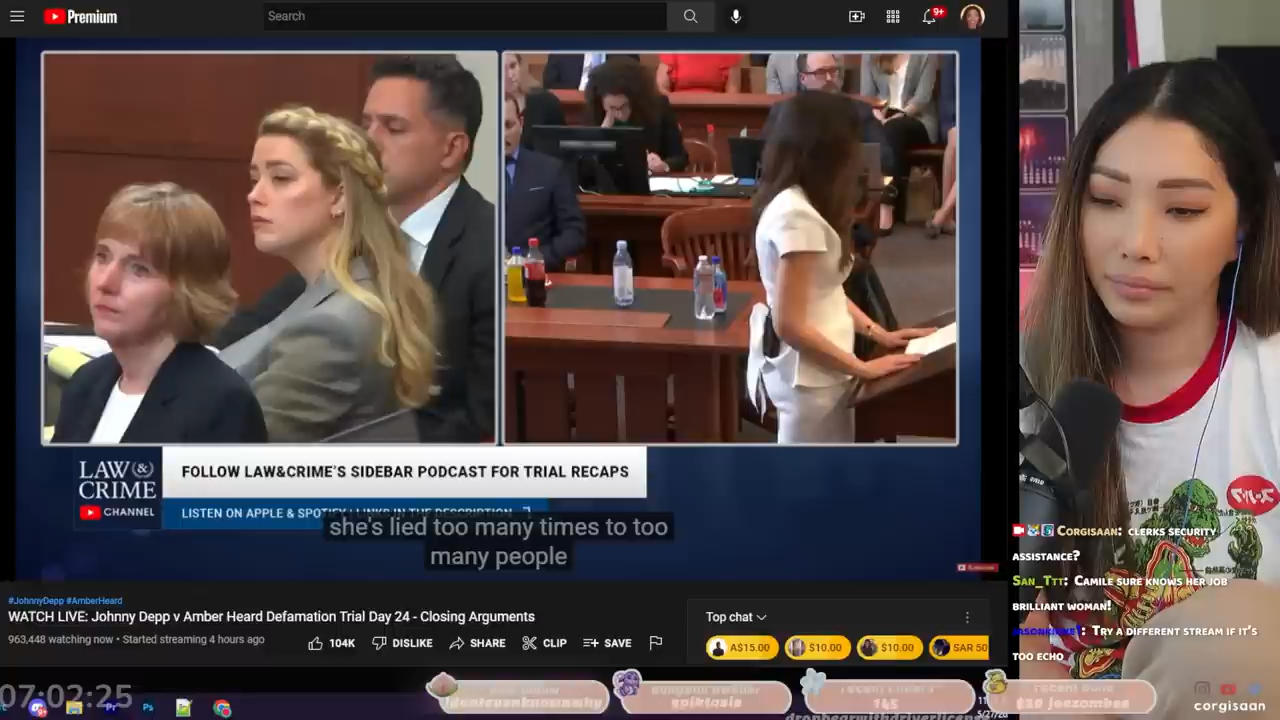 Premium
Search
9+
LAW&
CRIME
CHANNEL
FOLLOW LAW&CRIME'S SIDEBAR PODCAST FOR TRIAL RECAPS
LISTEN ON APPLE & SPOTIFY | LINKS IN THE DESCRIPTION
she's lied too many times to too
many people
#JohnnyDepp #AmberHeard
WATCH LIVE: Johnny Depp v Amber Heard Defamation Trial Day 24 - Closing Arguments
963,448 watching now • Started streaming 4 hours ago
104K
DISLIKE
SHARE
CLIP
SAVE
Top chat
A$15.00
$10.00
$10.00
SAR 50
Corgisaan: clerks security
assistance?
San_Ttt: Camile sure knows her job
brilliant woman!
Try a different stream if it's
too echo
07:02:25
Ps
145
$20 joezombee
corgisaan